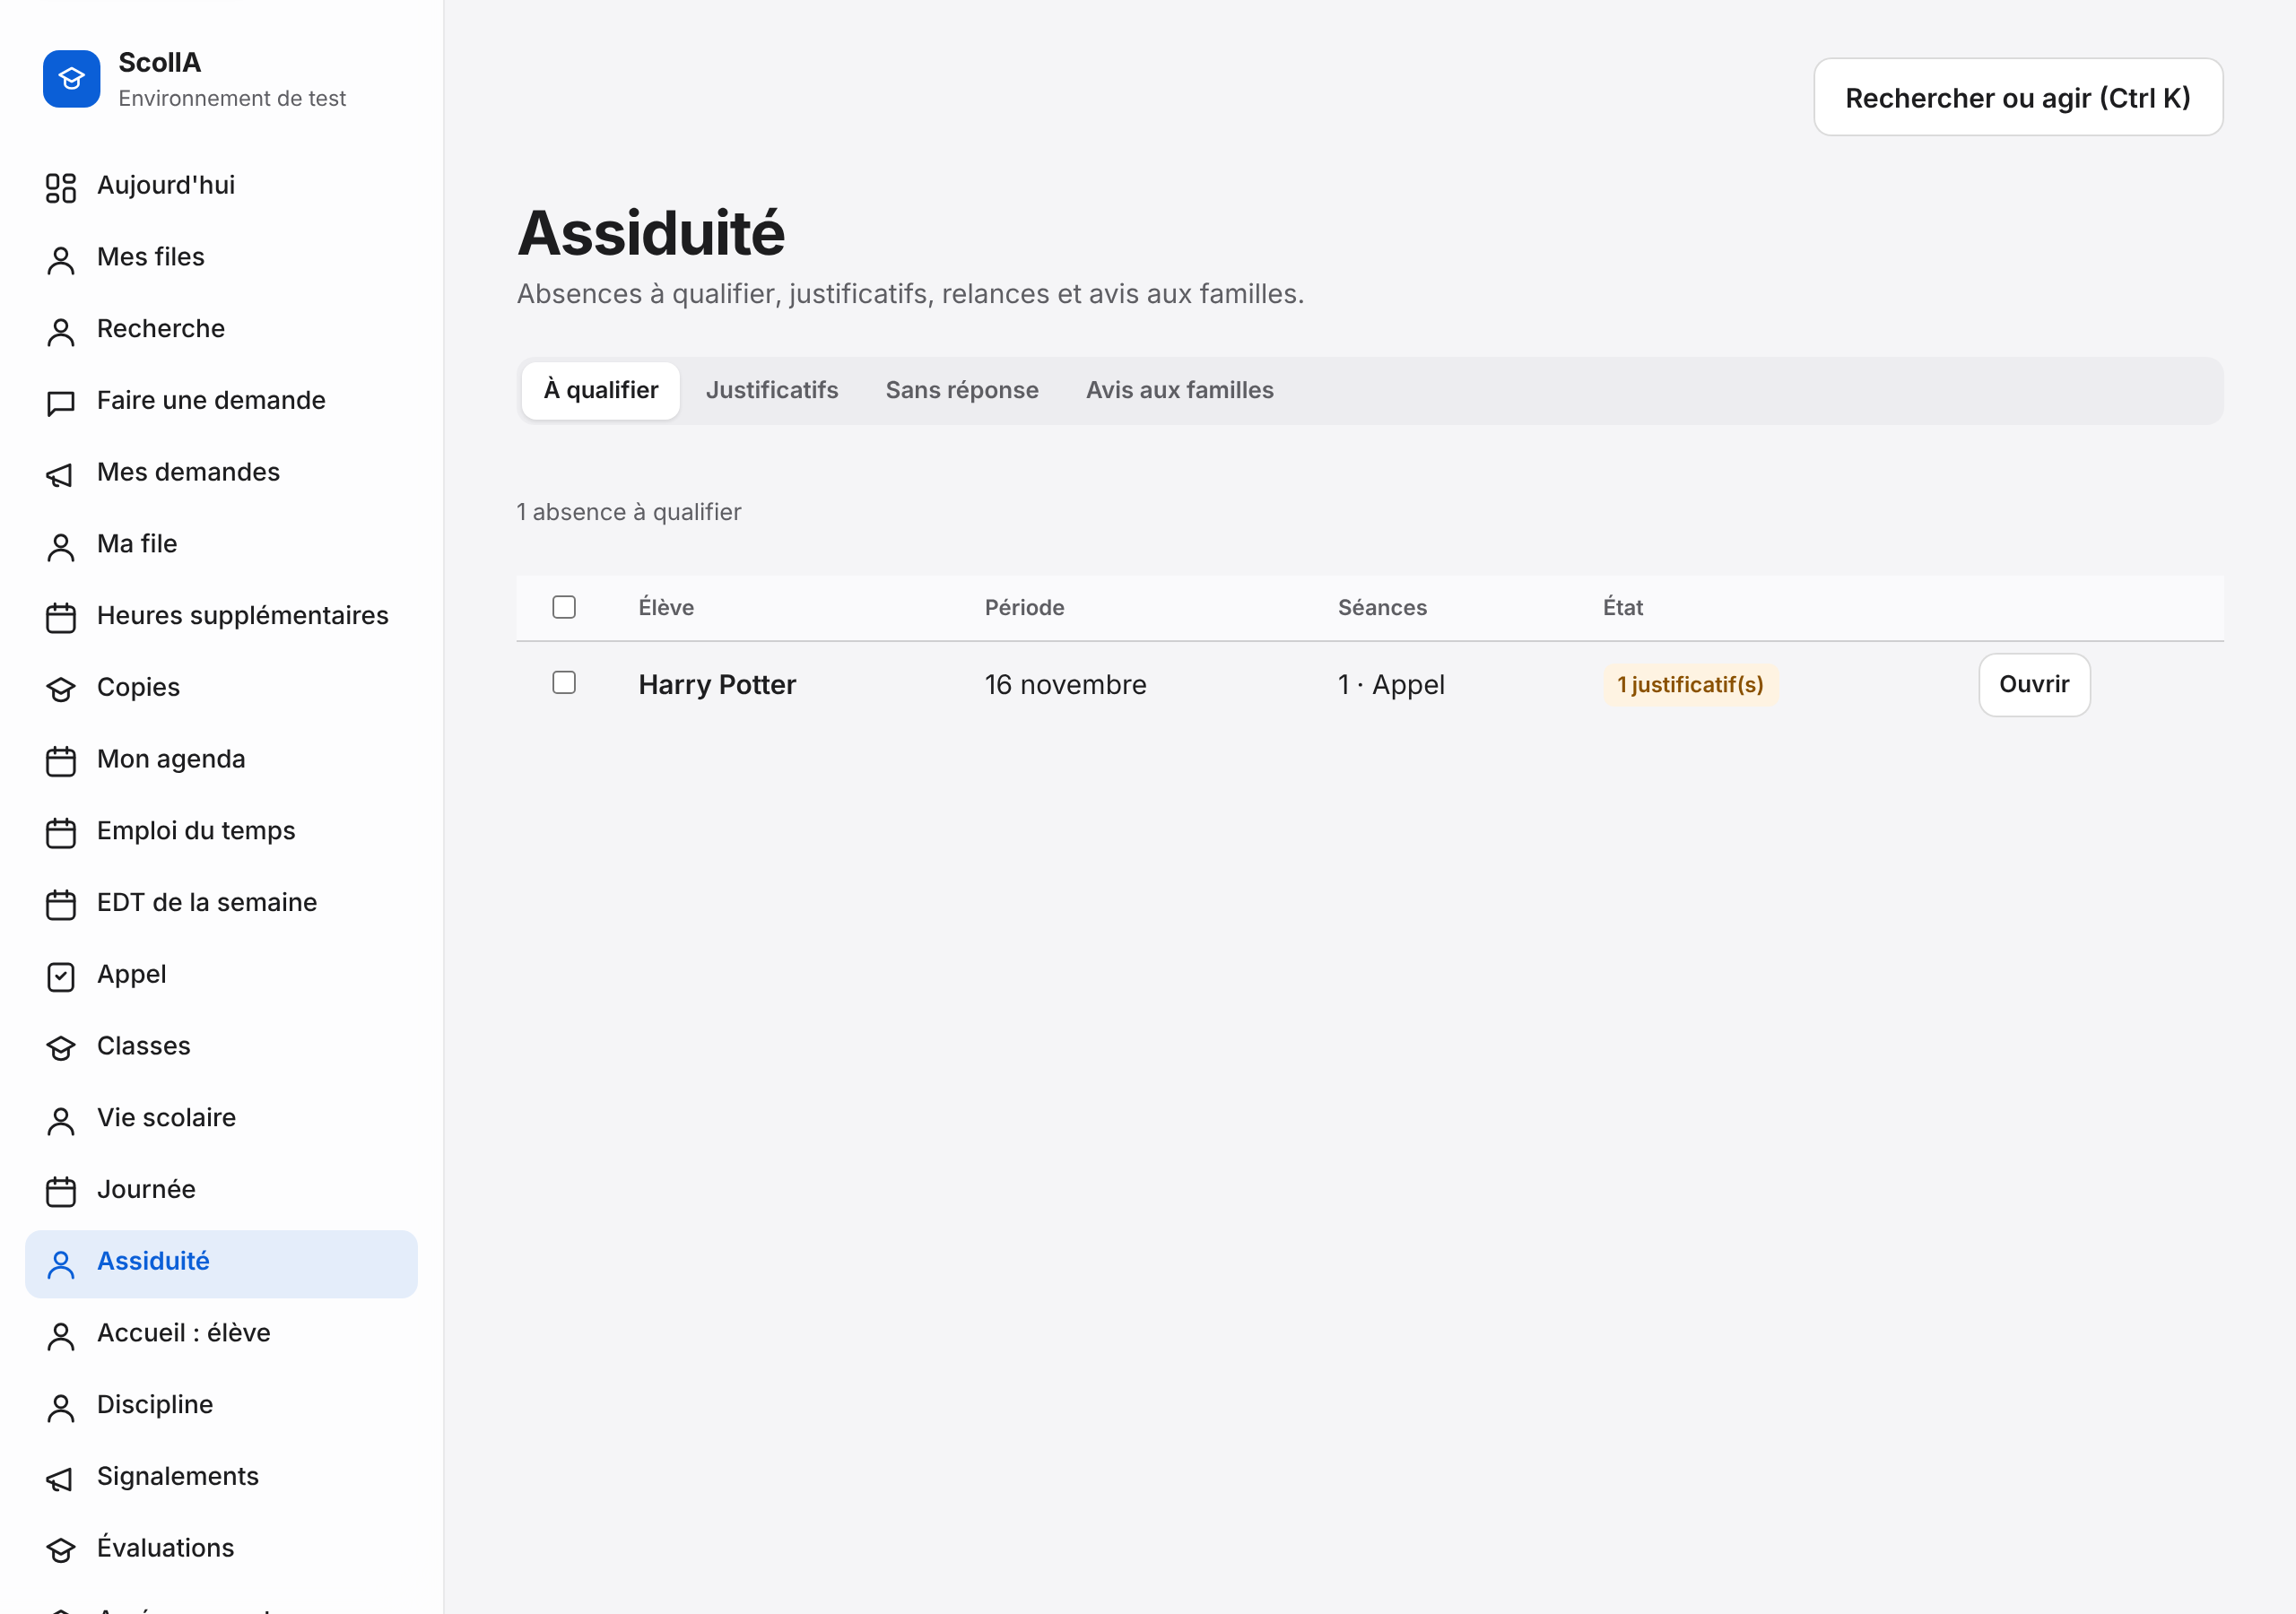 ScolIA
Environnement de test
Aujourd'hui
Mes files
Recherche
Faire une demande
Mes demandes
Ma file
Heures supplémentaires
Copies
Mon agenda
Emploi du temps
EDT de la semaine
Appel
Classes
Vie scolaire
Journée
Assiduité
Accueil : élève
Discipline
Signalements
Évaluations
Rechercher ou agir (Ctrl K)
Assiduité
Absences à qualifier, justificatifs, relances et avis aux familles.
À qualifier Justificatifs Sans réponse Avis aux familles
1 absence à qualifier
Élève Période Séances État
Harry Potter 16 novembre 1 · Appel 1 justificatif(s) Ouvrir